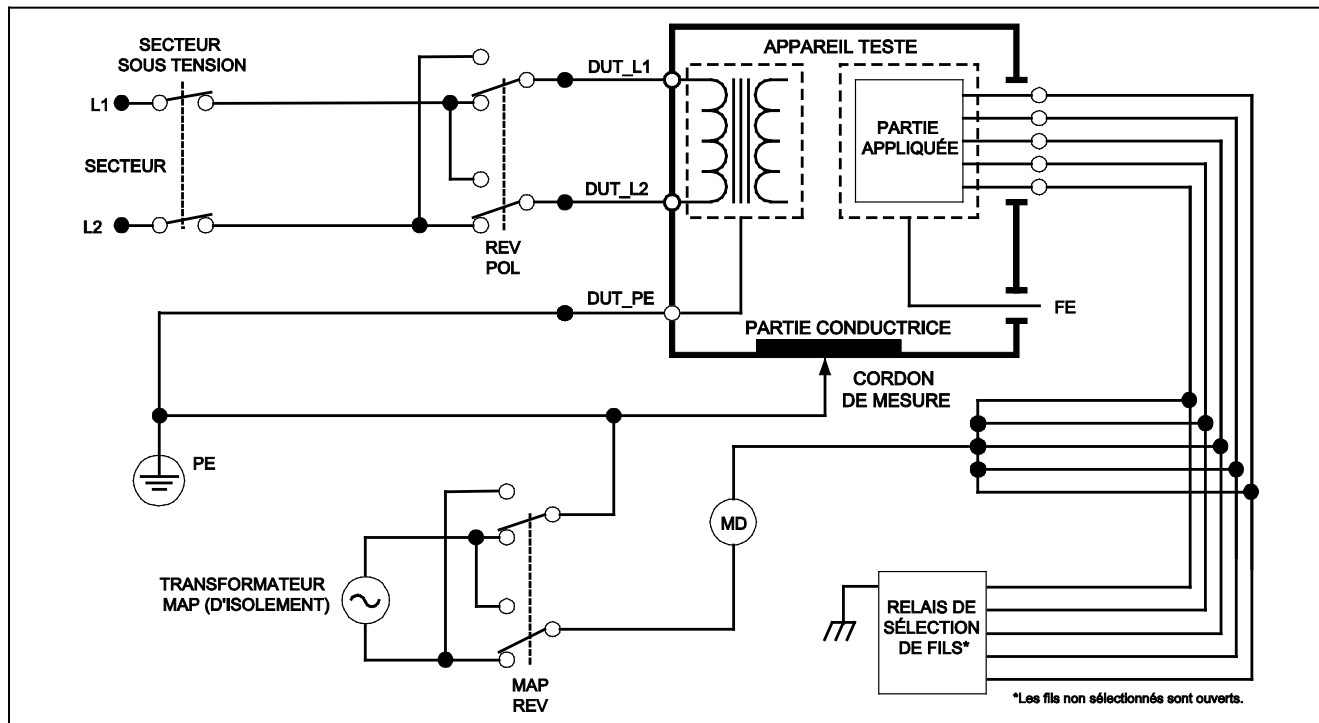 SECTEUR
SOUS TENSION
L1
SECTEUR
L2
REV
POL
DUT_L1
DUT_L2
DUT_PE
APPAREIL TESTE
PARTIE
APPLIQUÉE
FE
PARTIE CONDUCTRICE
CORDON
DE MESURE
PE
MD
TRANSFORMATEUR
MAP (D'ISOLEMENT)
MAP
REV
RELAIS DE
SÉLECTION
DE FILS*
*Les fils non sélectionnés sont ouverts.